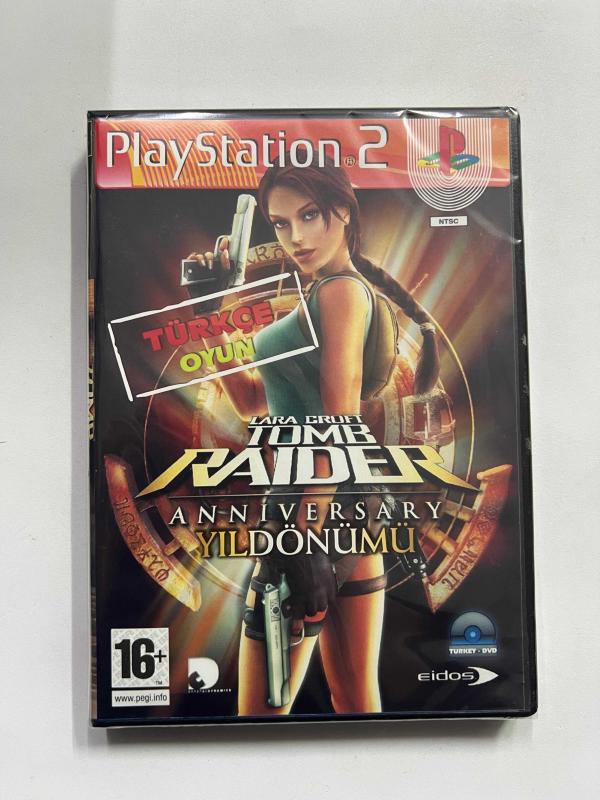 PlayStation®2
NTSC
TÜRKÇE
OYUN
LARA CROFT
TOMB
RAIDER
ANNIVERSARY
YILDÖNÜMÜ
16+
www.pegi.info
TURKEY - DVD
eidos